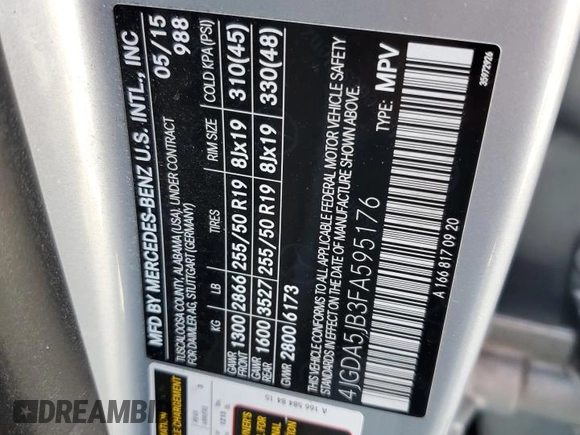 MFD BY MERCEDES-BENZ U.S. INTL., INC
TUSCALOOSA COUNTY, ALABAMA (USA), UNDER CONTRACT
FOR DAIMLER AG, STUTTGART (GERMANY)
05/15
988
KG LB TIRES RIM SIZE COLD KPA (PSI)
GAWR FRONT 1300 2866 255/50 R19 8Jx19 310(45)
GAWR REAR 1600 3527 255/50 R19 8Jx19 330(48)
GVWR 2800 6173
THIS VEHICLE CONFORMS TO ALL APPLICABLE FEDERAL MOTOR VEHICLE SAFETY
STANDARDS IN EFFECT ON THE DATE OF MANUFACTURE SHOWN ABOVE.
4JGDA5JB3FA595176 TYPE: MPV
A 166 817 09 20
35972926
A 166 584 84 15
4DREAMBI